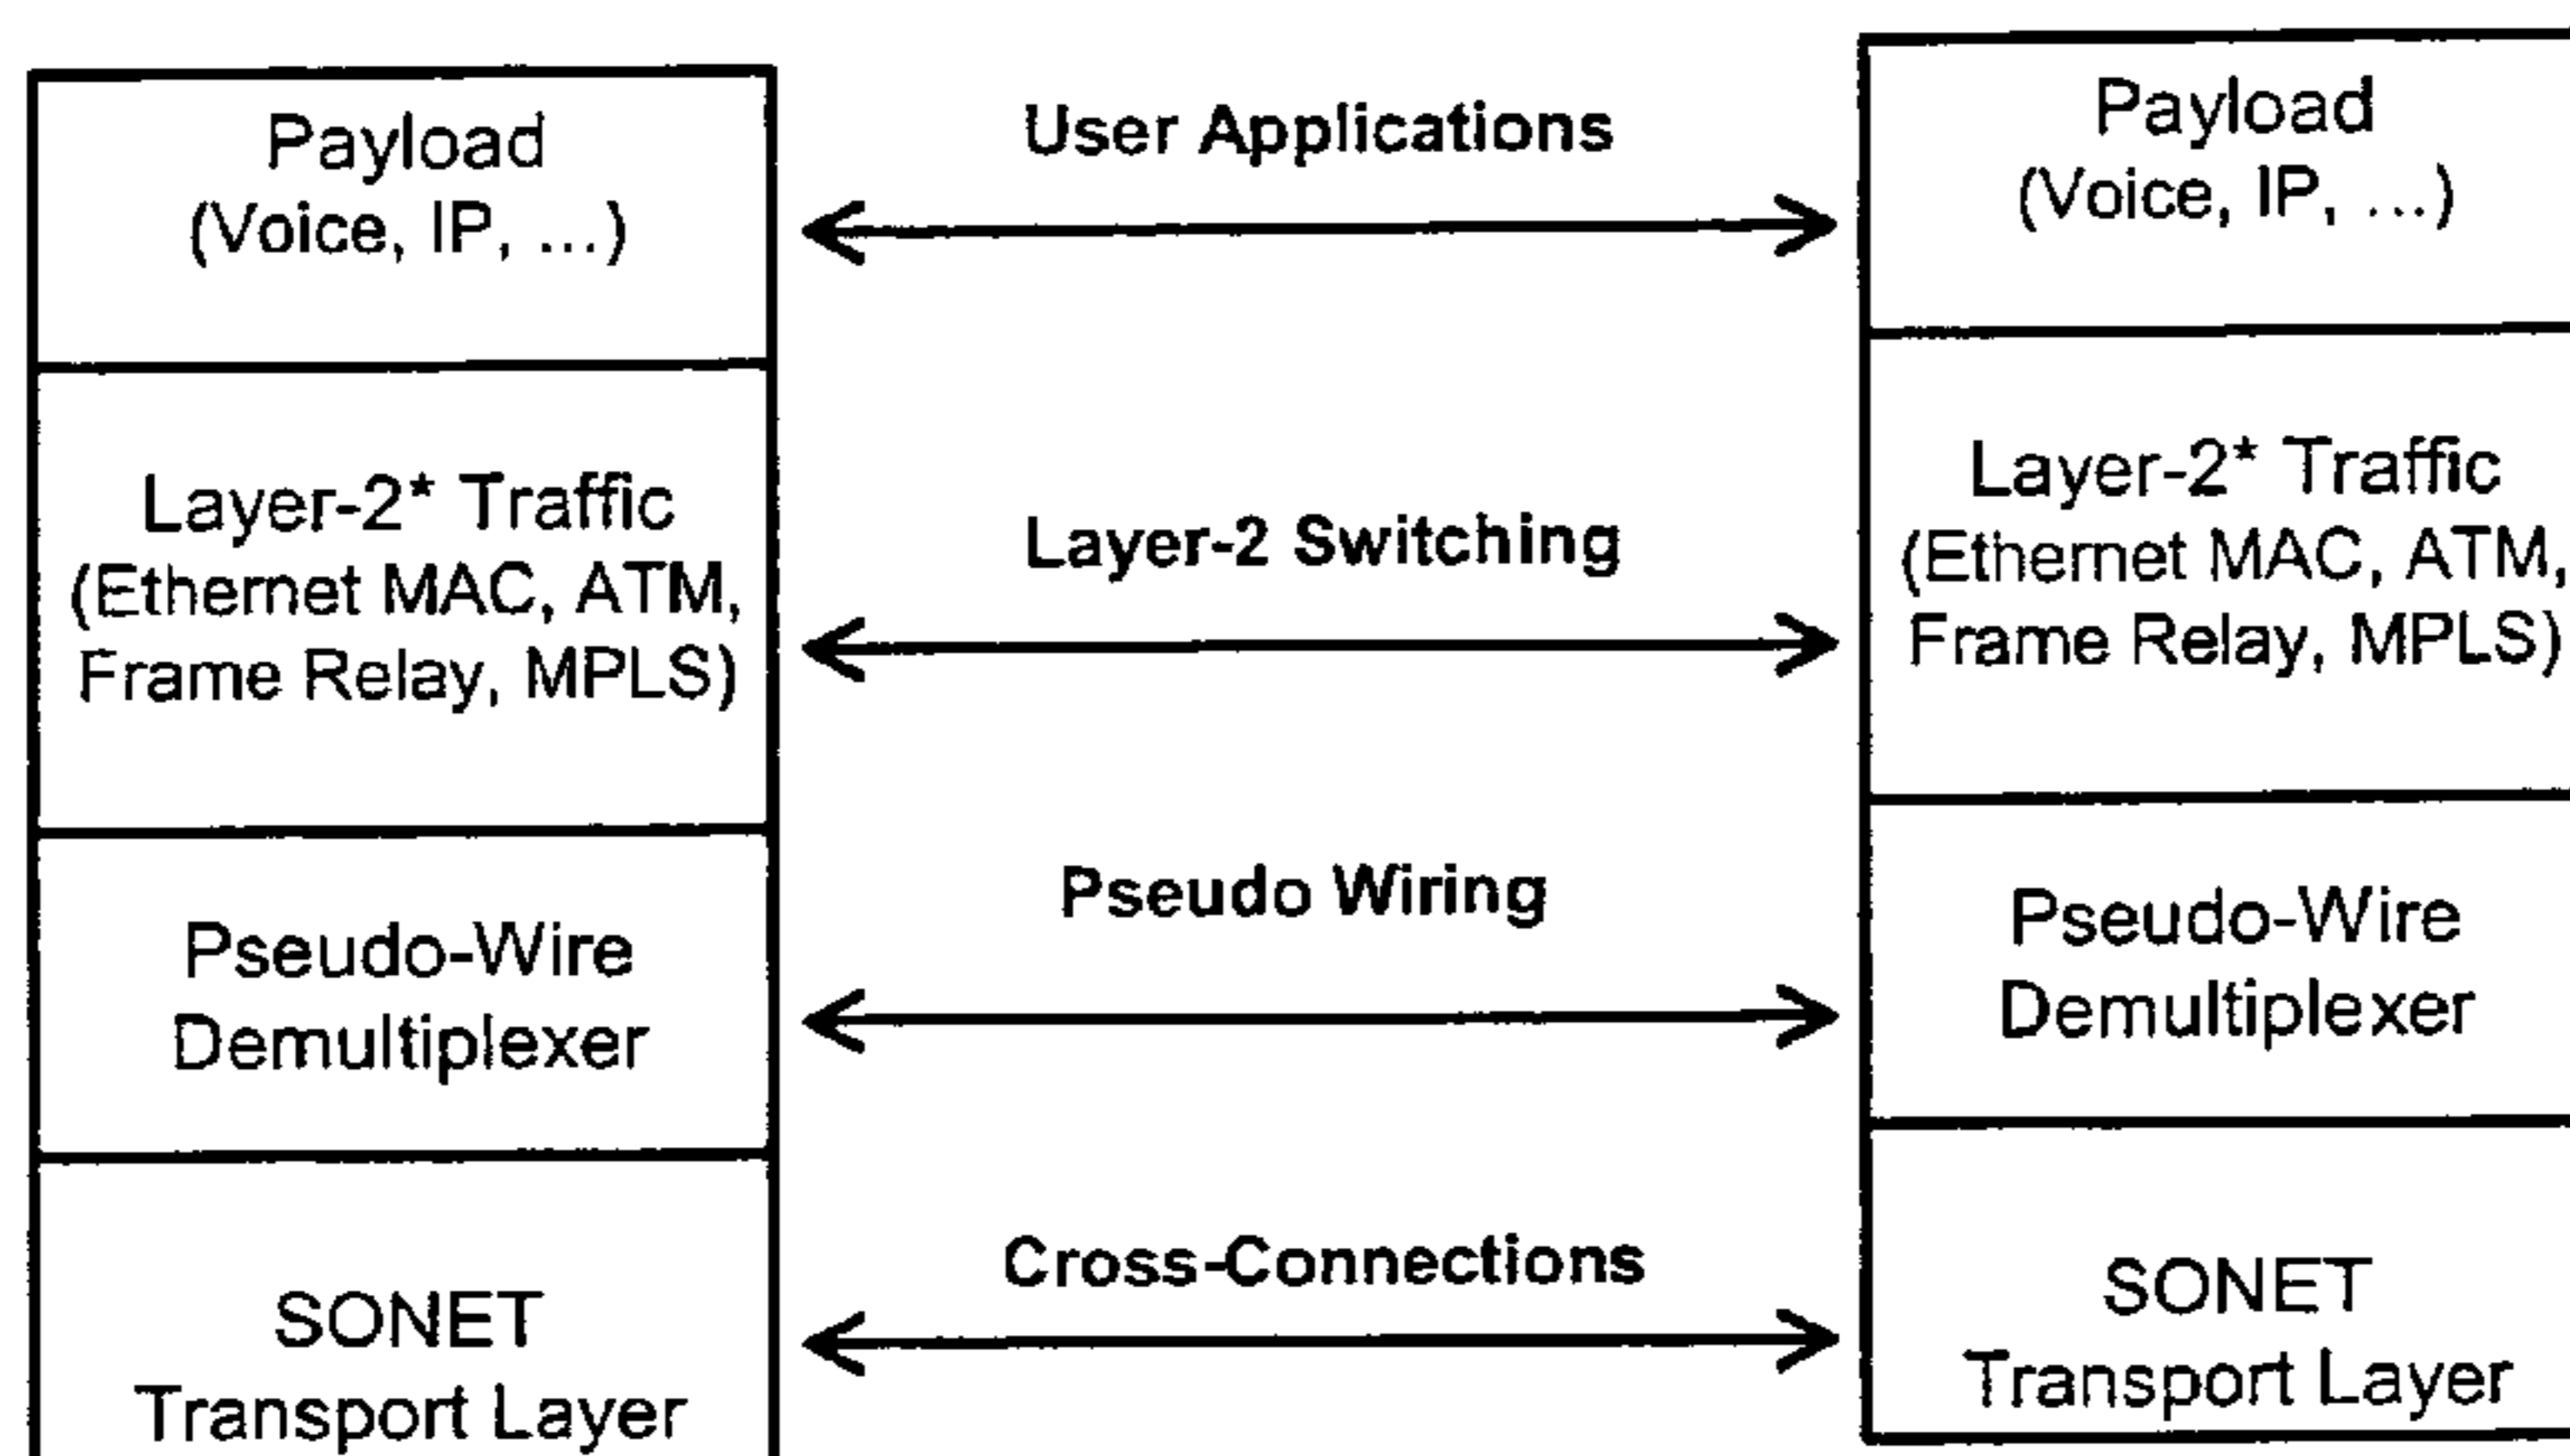 Payload
(Voice, IP, ...)
User Applications
Payload
(Voice, IP, ...)
Layer-2* Traffic
(Ethernet MAC, ATM,
Frame Relay, MPLS)
Layer-2 Switching
Layer-2* Traffic
(Ethernet MAC, ATM,
Frame Relay, MPLS)
Pseudo-Wire
Demultiplexer
Pseudo Wiring
Pseudo-Wire
Demultiplexer
SONET
Transport Layer
Cross-Connections
SONET
Transport Layer